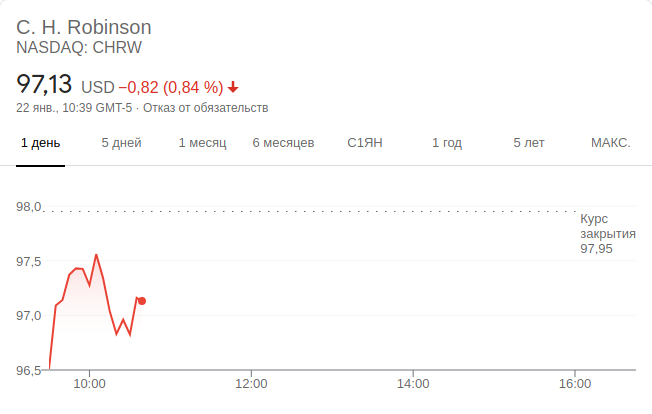 C. H. Robinson
NASDAQ: CHRW
97,13 USD −0,82 (0,84 %)
22 янв., 10:39 GMT-5 · Отказ от обязательств
1 день 5 дней 1 месяц 6 месяцев С1ЯН 1 год 5 лет МАКС.
98,0
Курс
закрытия
97,95
97,5
97,0
96,5
10:00 12:00 14:00 16:00